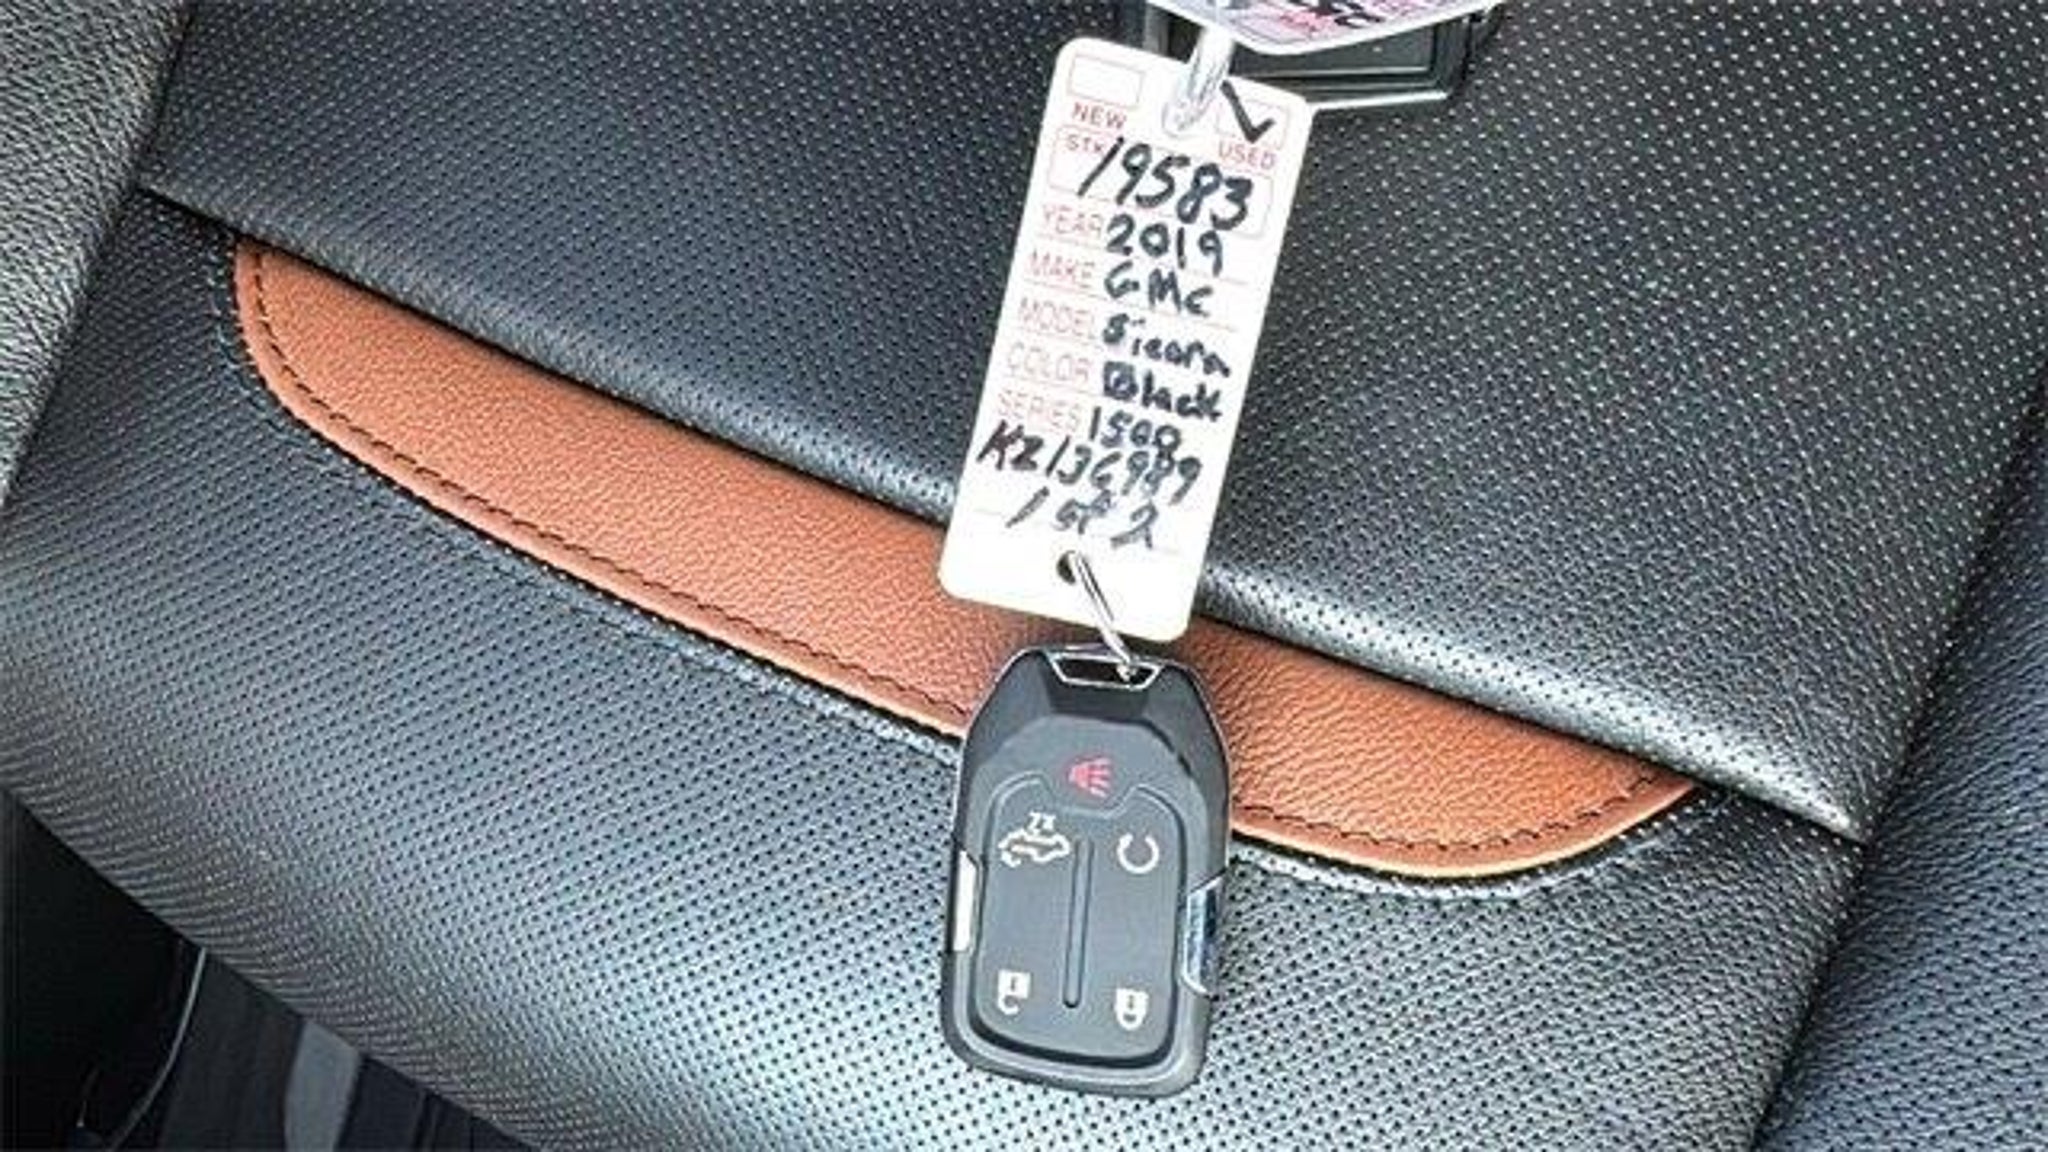 NEW
USED
STK 19583
YEAR 2019
MAKE GMC
MODEL Sierra
COLOR Black
SERIES 1500
KZ136989
1 of 2